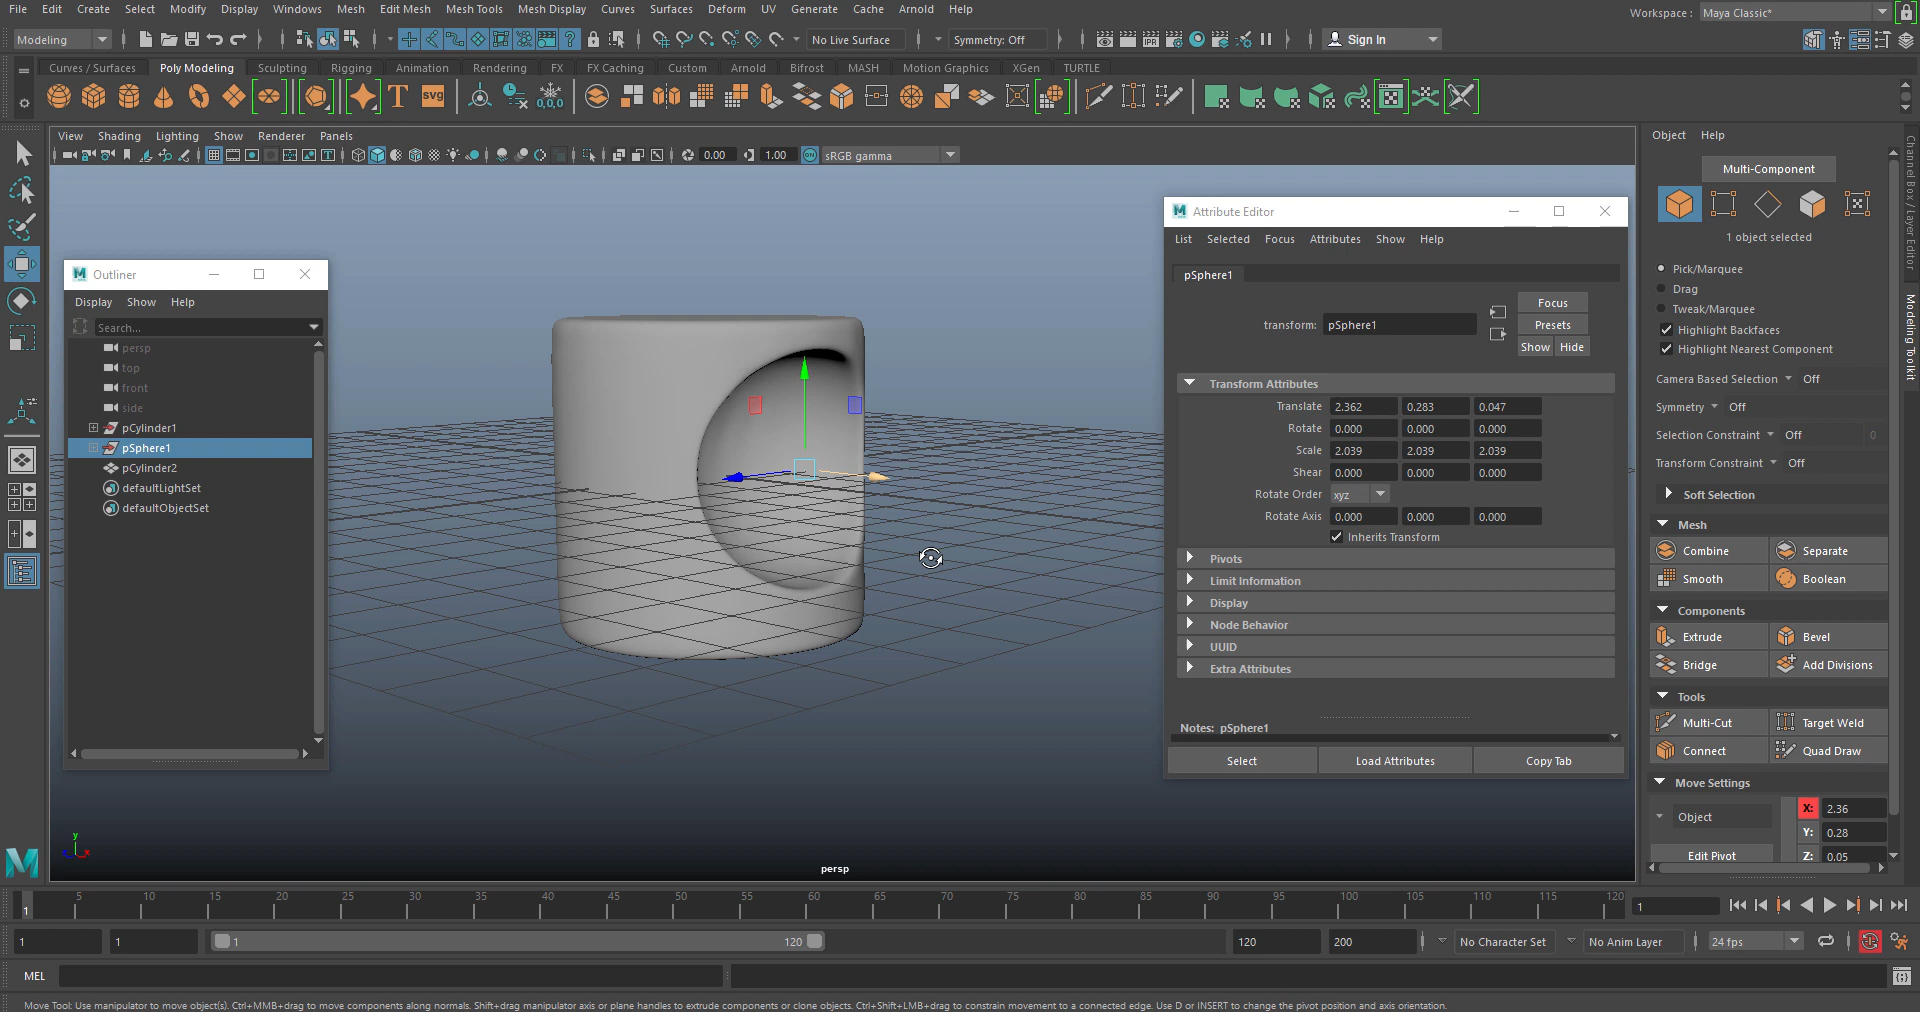 File Edit Create Select Modify Display Windows Mesh Edit Mesh Mesh Tools Mesh Display Curves Surfaces Deform UV Generate Cache Arnold Help
Workspace : Maya Classic*
Modeling No Live Surface Symmetry: Off Sign In
Curves / Surfaces Poly Modeling Sculpting Rigging Animation Rendering FX FX Caching Custom Arnold Bifrost MASH Motion Graphics XGen TURTLE
T SVG 0,0,0
View Shading Lighting Show Renderer Panels
0.00 1.00 ON sRGB gamma
Outliner
Display Show Help
Search...
persp
top
front
side
pCylinder1
pSphere1
pCylinder2
defaultLightSet
defaultObjectSet
y
persp
Attribute Editor
List Selected Focus Attributes Show Help
pSphere1
transform: pSphere1
Focus
Presets
Show Hide
Transform Attributes
Translate 2.362 0.283 0.047
Rotate 0.000 0.000 0.000
Scale 2.039 2.039 2.039
Shear 0.000 0.000 0.000
Rotate Order xyz
Rotate Axis 0.000 0.000 0.000
Inherits Transform
Pivots
Limit Information
Display
Node Behavior
UUID
Extra Attributes
Notes: pSphere1
Select Load Attributes Copy Tab
Object Help
Multi-Component
1 object selected
Pick/Marquee
Drag
Tweak/Marquee
Highlight Backfaces
Highlight Nearest Component
Camera Based Selection Off
Symmetry Off
Selection Constraint Off 0
Transform Constraint Off
Soft Selection
Mesh
Combine Separate
Smooth Boolean
Components
Extrude Bevel
Bridge Add Divisions
Tools
Multi-Cut Target Weld
Connect Quad Draw
Move Settings
Object X: 2.36
Y: 0.28
Edit Pivot Z: 0.05
Channel Box / Layer Editor
Modeling Toolkit
1 5 10 15 20 25 30 35 40 45 50 55 60 65 70 75 80 85 90 95 100 105 110 115 120 1
1 1 1 120 120 200 No Character Set No Anim Layer 24 fps
MEL
Move Tool: Use manipulator to move object(s). Ctrl+MMB+drag to move components along normals. Shift+drag manipulator axis or plane handles to extrude components or clone objects. Ctrl+Shift+LMB+drag to constrain movement to a connected edge. Use D or INSERT to change the pivot position and axis orientation.